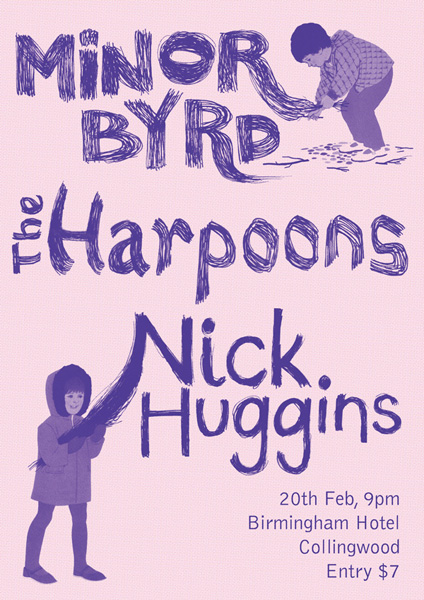 MiNOR
BYRD
The Harpoons
Nick
Huggins
20th Feb, 9pm
Birmingham Hotel
Collingwood
Entry $7